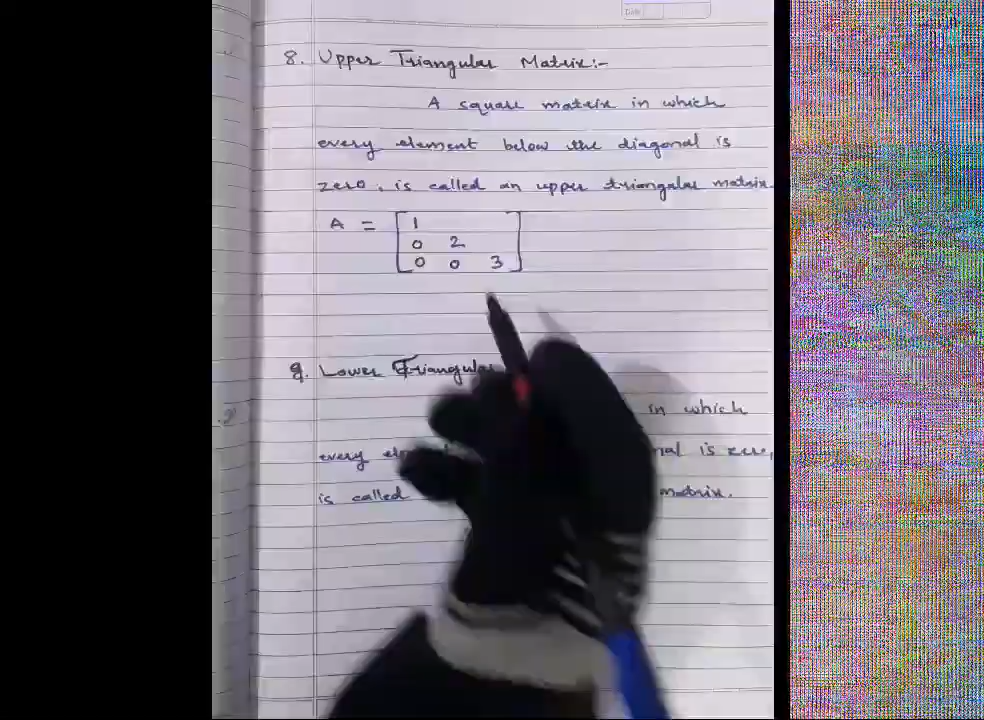 Date
8. Upper Triangular Matrix:-
A square matrix in which
every element below the diagonal is
zero, is called an upper triangular matrix.
A = [ 1
0 2
0 0 3 ]
9. Lower Triangular
in which
every is zero,
is called matrix.